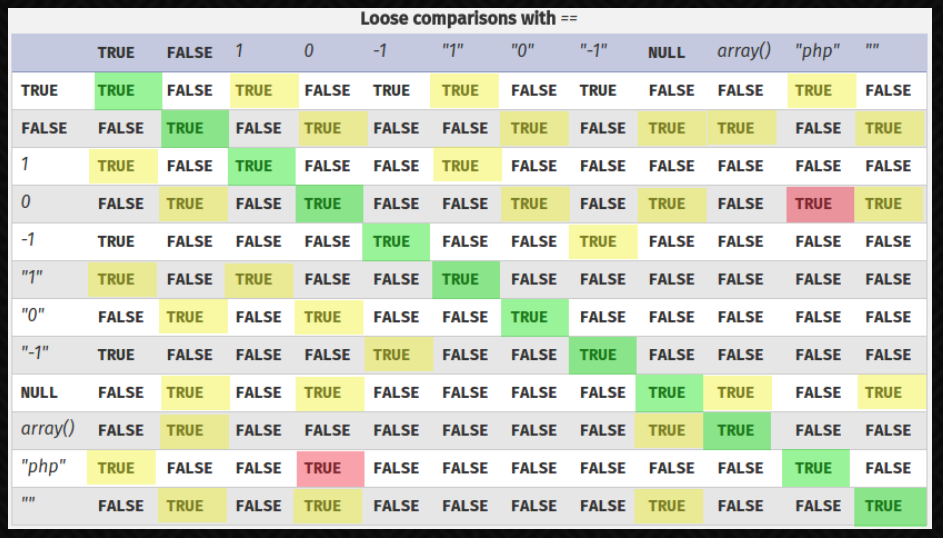 Loose comparisons with ==
TRUE FALSE 1 0 -1 "1" "0" "-1" NULL array() "php" ""
TRUE TRUE FALSE TRUE FALSE TRUE TRUE FALSE TRUE FALSE FALSE TRUE FALSE
FALSE FALSE TRUE FALSE TRUE FALSE FALSE TRUE FALSE TRUE TRUE FALSE TRUE
1 TRUE FALSE TRUE FALSE FALSE TRUE FALSE FALSE FALSE FALSE FALSE FALSE
0 FALSE TRUE FALSE TRUE FALSE FALSE TRUE FALSE TRUE FALSE TRUE TRUE
-1 TRUE FALSE FALSE FALSE TRUE FALSE FALSE TRUE FALSE FALSE FALSE FALSE
"1" TRUE FALSE TRUE FALSE FALSE TRUE FALSE FALSE FALSE FALSE FALSE FALSE
"0" FALSE TRUE FALSE TRUE FALSE FALSE TRUE FALSE FALSE FALSE FALSE FALSE
"-1" TRUE FALSE FALSE FALSE TRUE FALSE FALSE TRUE FALSE FALSE FALSE FALSE
NULL FALSE TRUE FALSE TRUE FALSE FALSE FALSE FALSE TRUE TRUE FALSE TRUE
array() FALSE TRUE FALSE FALSE FALSE FALSE FALSE FALSE TRUE TRUE FALSE FALSE
"php" TRUE FALSE FALSE TRUE FALSE FALSE FALSE FALSE FALSE FALSE TRUE FALSE
"" FALSE TRUE FALSE TRUE FALSE FALSE FALSE FALSE TRUE FALSE FALSE TRUE